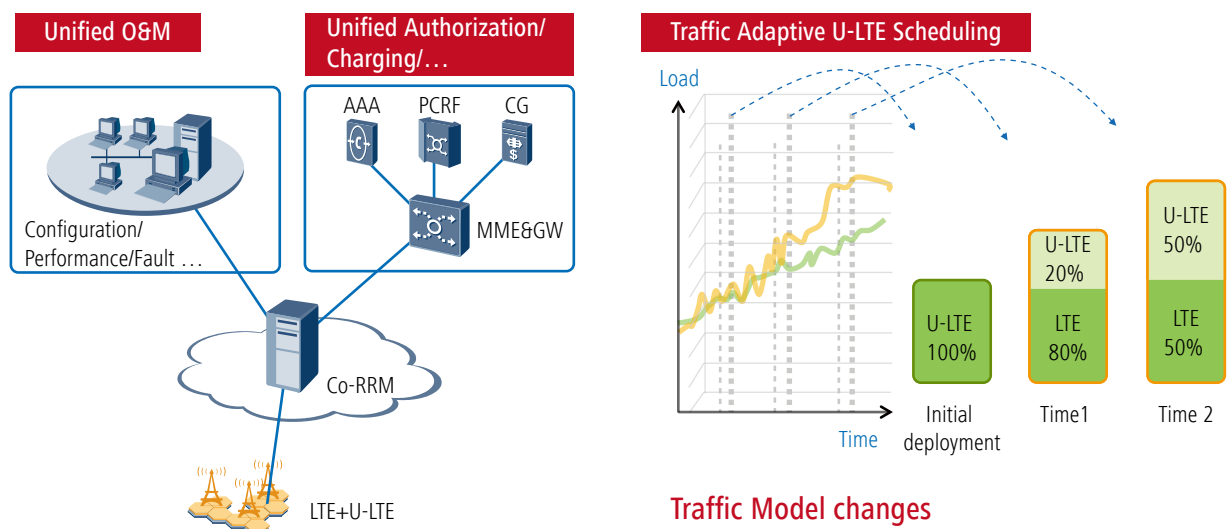 Unified O&M
Unified Authorization/
Charging/…
AAA
PCRF
CG
C
$
MME&GW
Configuration/
Performance/Fault …
Co-RRM
LTE+U-LTE
Traffic Adaptive U-LTE Scheduling
Load
Time
U-LTE
100%
Initial
deployment
U-LTE
20%
LTE
80%
Time1
U-LTE
50%
LTE
50%
Time 2
Traffic Model changes